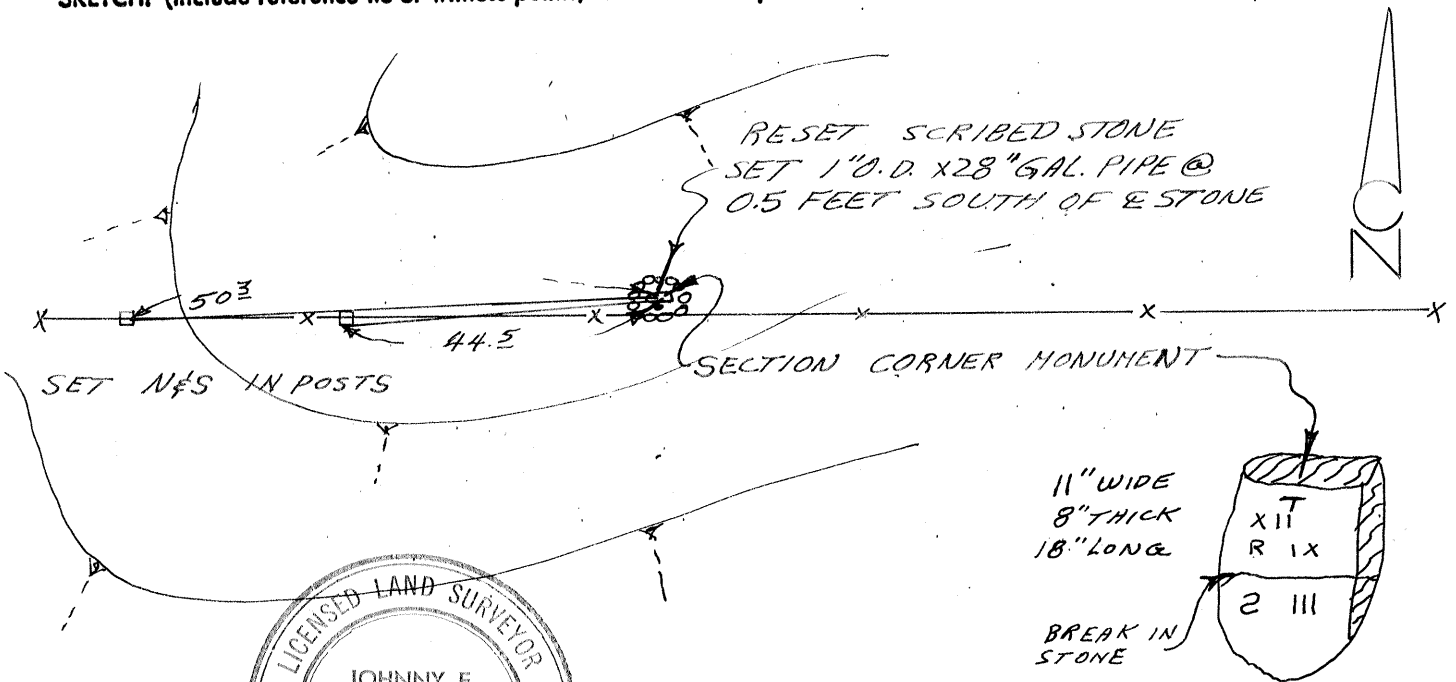 RESET SCRIBED STONE
SET 1"O.D. X28"GAL. PIPE @
0.5 FEET SOUTH OF ℄ STONE
N
50 3
X X X X X X
44.5
SECTION CORNER MONUMENT
SET N&S IN POSTS
11" WIDE
8" THICK
18" LONG
T
XII
R IX
S III
BREAK IN
STONE
LICENSED LAND SURVEYOR
JOHNNY E.